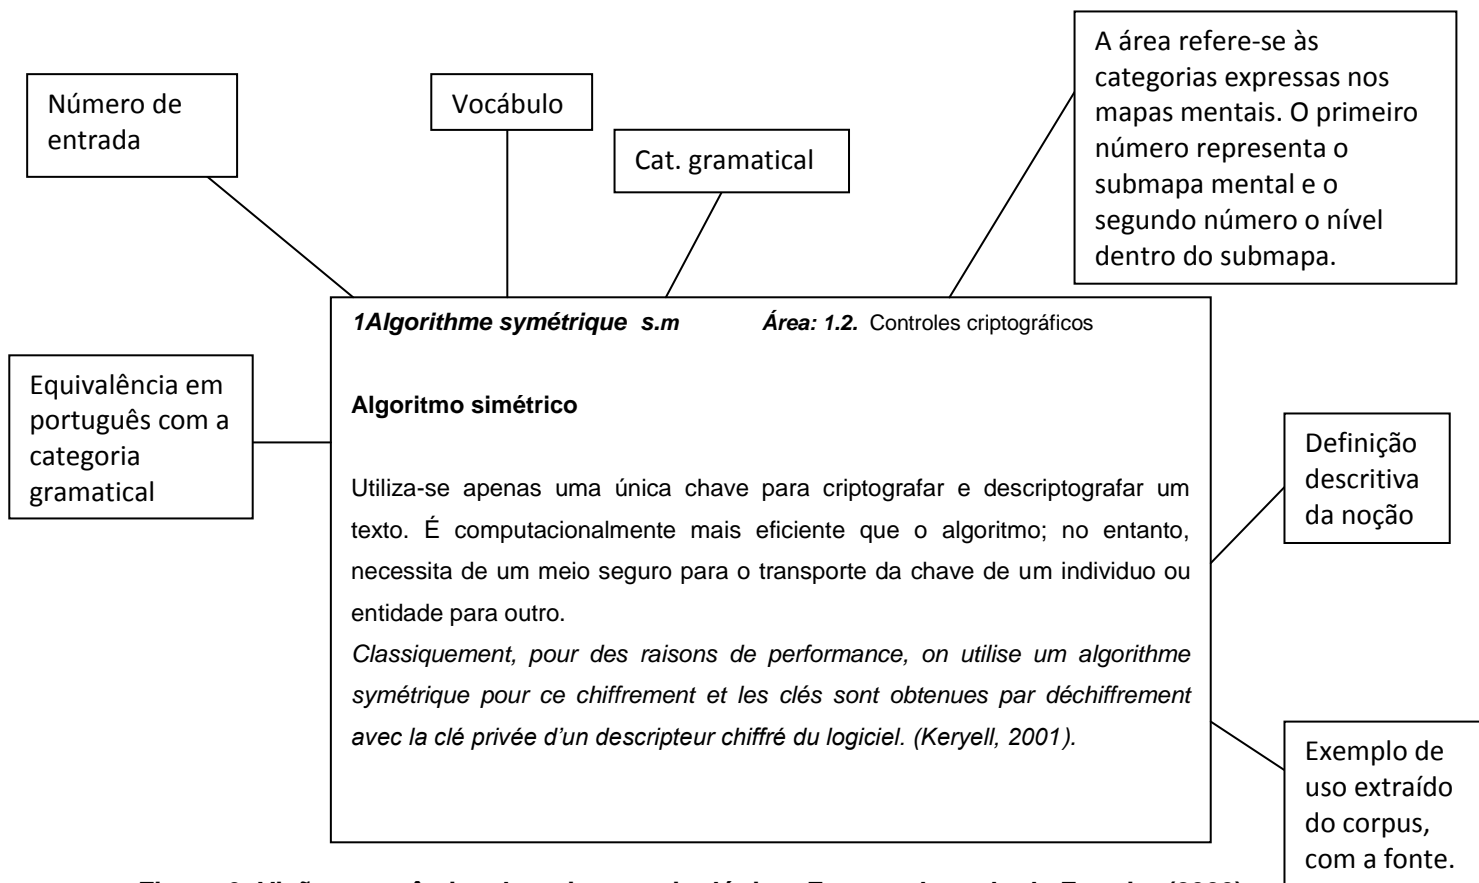 A área refere-se às
categorias expressas nos
mapas mentais. O primeiro
número representa o
submapa mental e o
segundo número o nível
dentro do submapa.
Número de
entrada
Vocábulo
Cat. gramatical
1Algorithme symétrique s.m Área: 1.2. Controles criptográficos
Equivalência em
português com a
categoria
gramatical
Algoritmo simétrico
Utiliza-se apenas uma única chave para criptografar e descriptografar um
texto. É computacionalmente mais eficiente que o algoritmo; no entanto,
necessita de um meio seguro para o transporte da chave de um individuo ou
entidade para outro.
Classiquement, pour des raisons de performance, on utilise um algorithme
symétrique pour ce chiffrement et les clés sont obtenues par déchiffrement
avec la clé privée d’un descripteur chiffré du logiciel. (Keryell, 2001).
Definição
descritiva
da noção
Exemplo de
uso extraído
do corpus,
com a fonte.